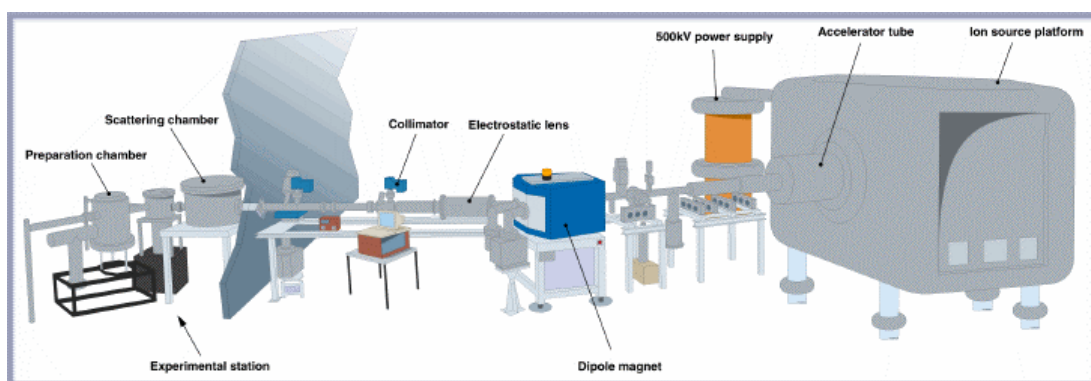 500kV power supply
Accelerator tube
Ion source platform
Scattering chamber
Collimator
Electrostatic lens
Preparation chamber
Experimental station
Dipole magnet